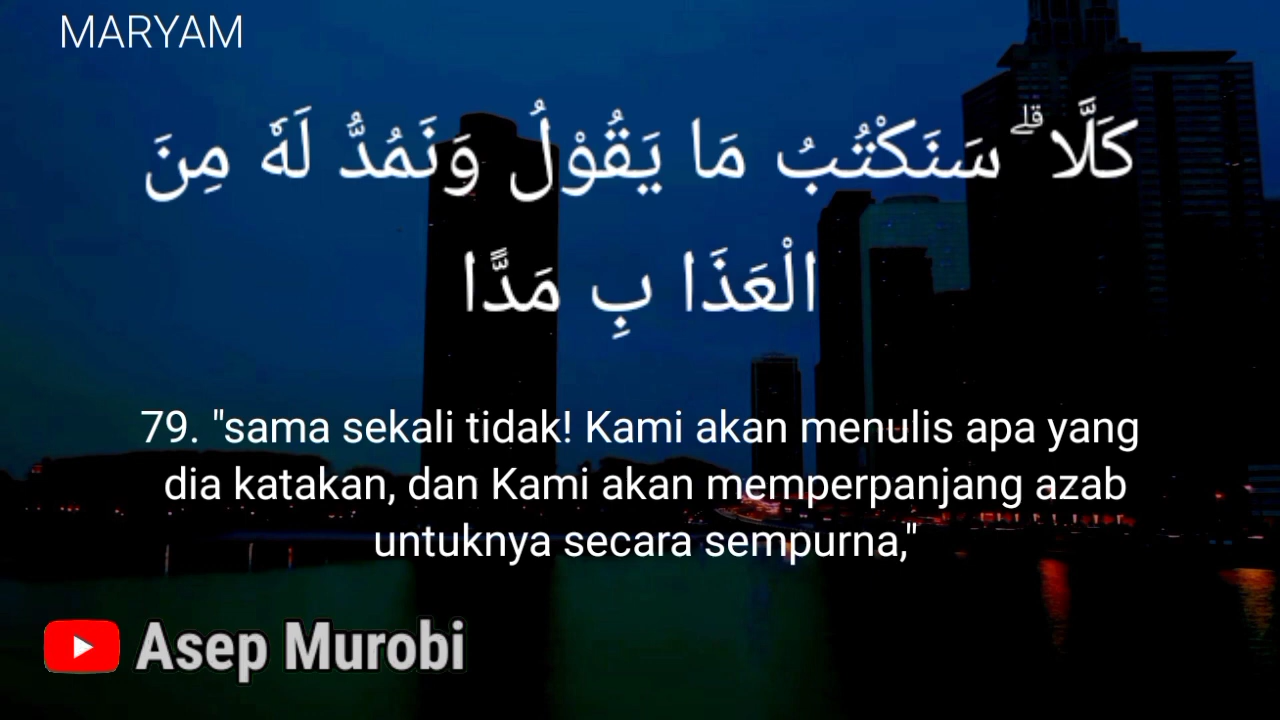 MARYAM
كَلَّا ۗ سَنَكْتُبُ مَا يَقُوْلُ وَنَمُدُّ لَهٗ مِنَ
الْعَذَا بِ مَدًّا
79. "sama sekali tidak! Kami akan menulis apa yang
dia katakan, dan Kami akan memperpanjang azab
untuknya secara sempurna,"
Asep Murobi